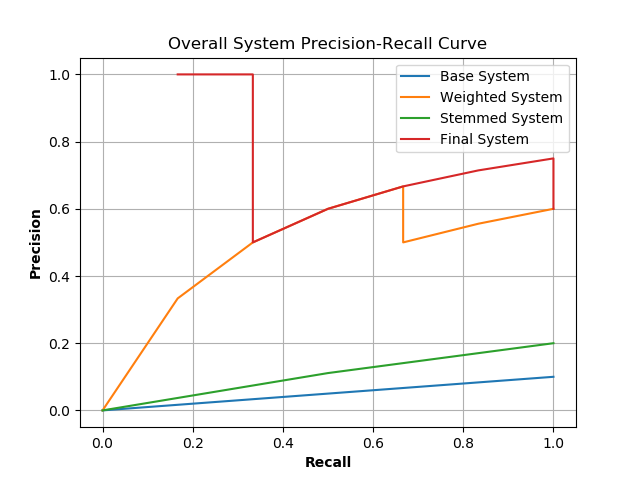 Overall System Precision-Recall Curve
Base System
Weighted System
Stemmed System
Final System
Precision
1.0
0.8
0.6
0.4
0.2
0.0
0.0 0.2 0.4 0.6 0.8 1.0
Recall